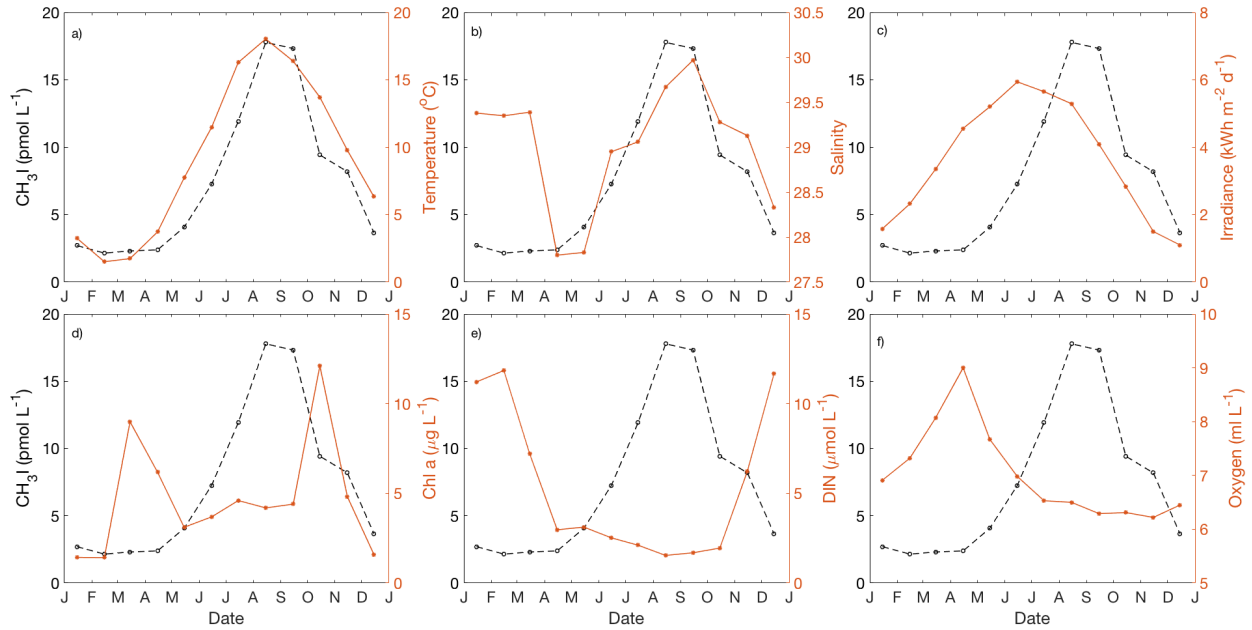 a)
20
15
10
5
0
CH₃I (pmol L⁻¹)
20
15
10
5
0
Temperature (°C)
J F M A M J J A S O N D J
b)
20
15
10
5
0
30.5
30
29.5
29
28.5
28
27.5
Salinity
J F M A M J J A S O N D J
c)
20
15
10
5
0
8
6
4
2
0
Irradiance (kWh m⁻² d⁻¹)
J F M A M J J A S O N D J
d)
20
15
10
5
0
CH₃I (pmol L⁻¹)
15
10
5
0
Chl a (μg L⁻¹)
J F M A M J J A S O N D J
Date
e)
20
15
10
5
0
15
10
5
0
DIN (μmol L⁻¹)
J F M A M J J A S O N D J
Date
f)
20
15
10
5
0
10
9
8
7
6
5
Oxygen (ml L⁻¹)
J F M A M J J A S O N D J
Date